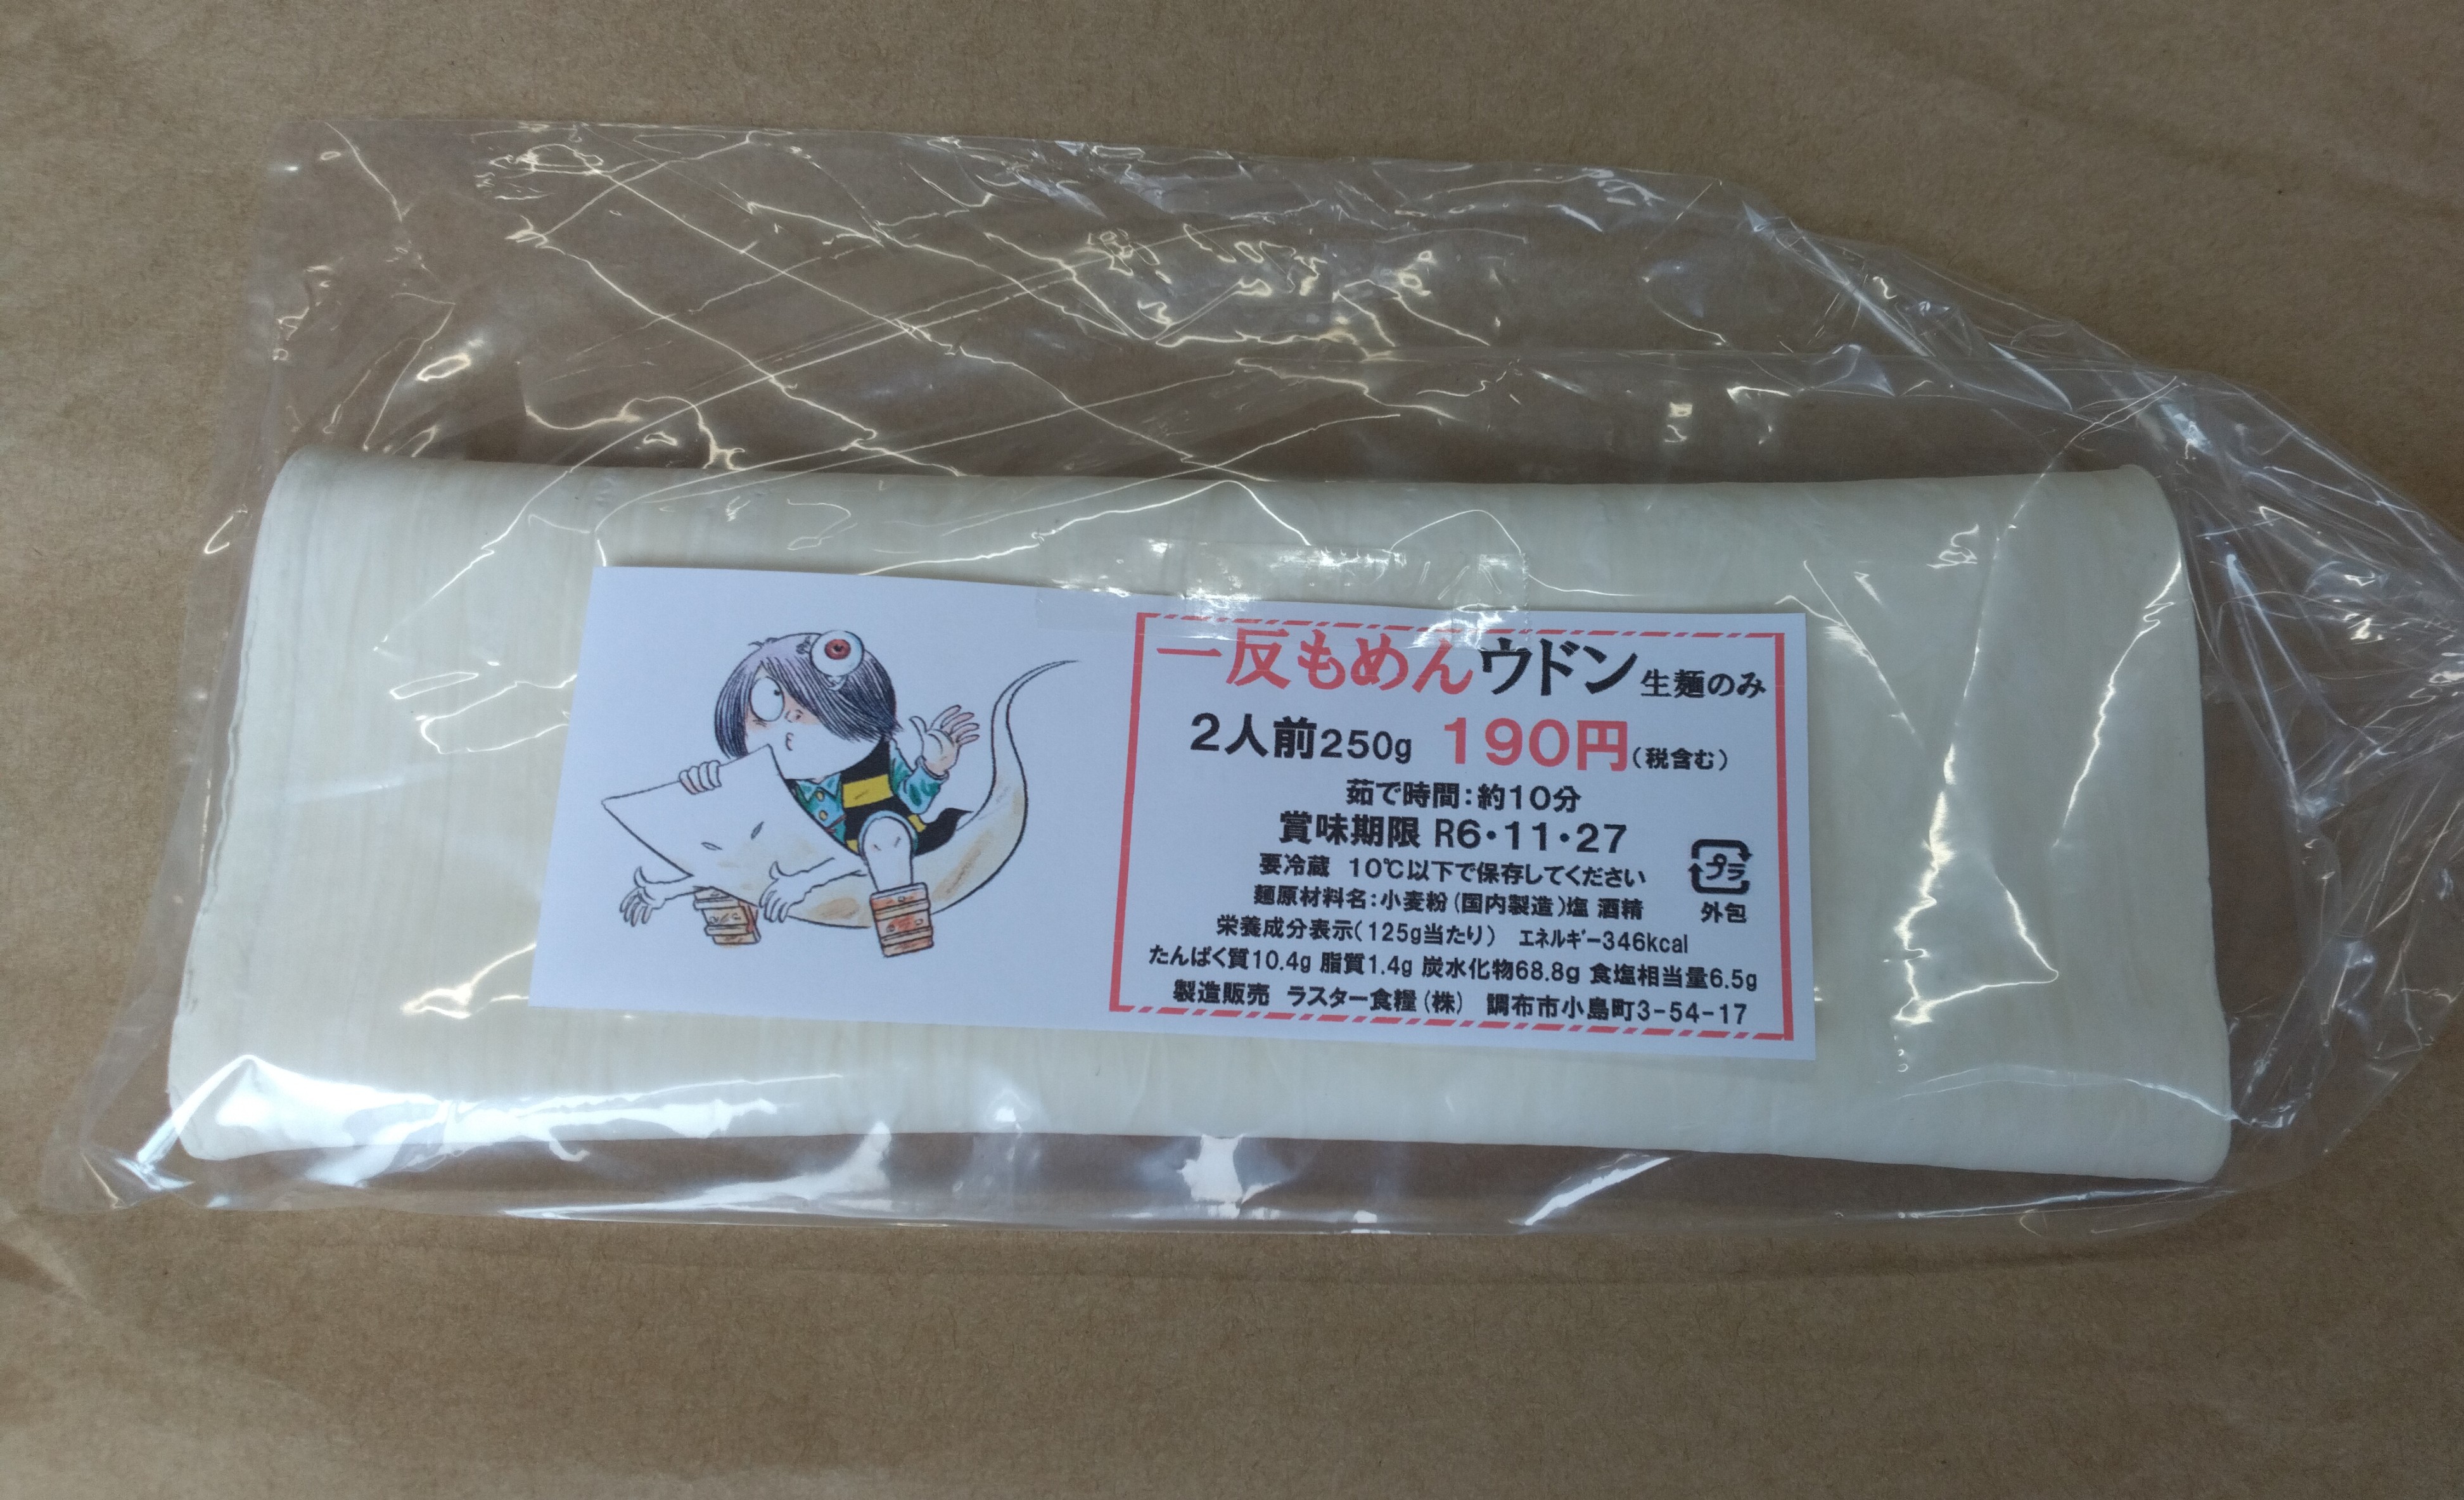 一反もめんウドン生麺のみ
2人前250g 190円(税含む)
茹で時間:約10分
賞味期限 R6・11・27
要冷蔵 10℃以下で保存してください
プラ
外包
麺原材料名:小麦粉(国内製造)塩 酒精
栄養成分表示(125g当たり) エネルギー346kcal
たんぱく質10.4g 脂質1.4g 炭水化物68.8g 食塩相当量6.5g
製造販売 ラスター食糧(株) 調布市小島町3-54-17